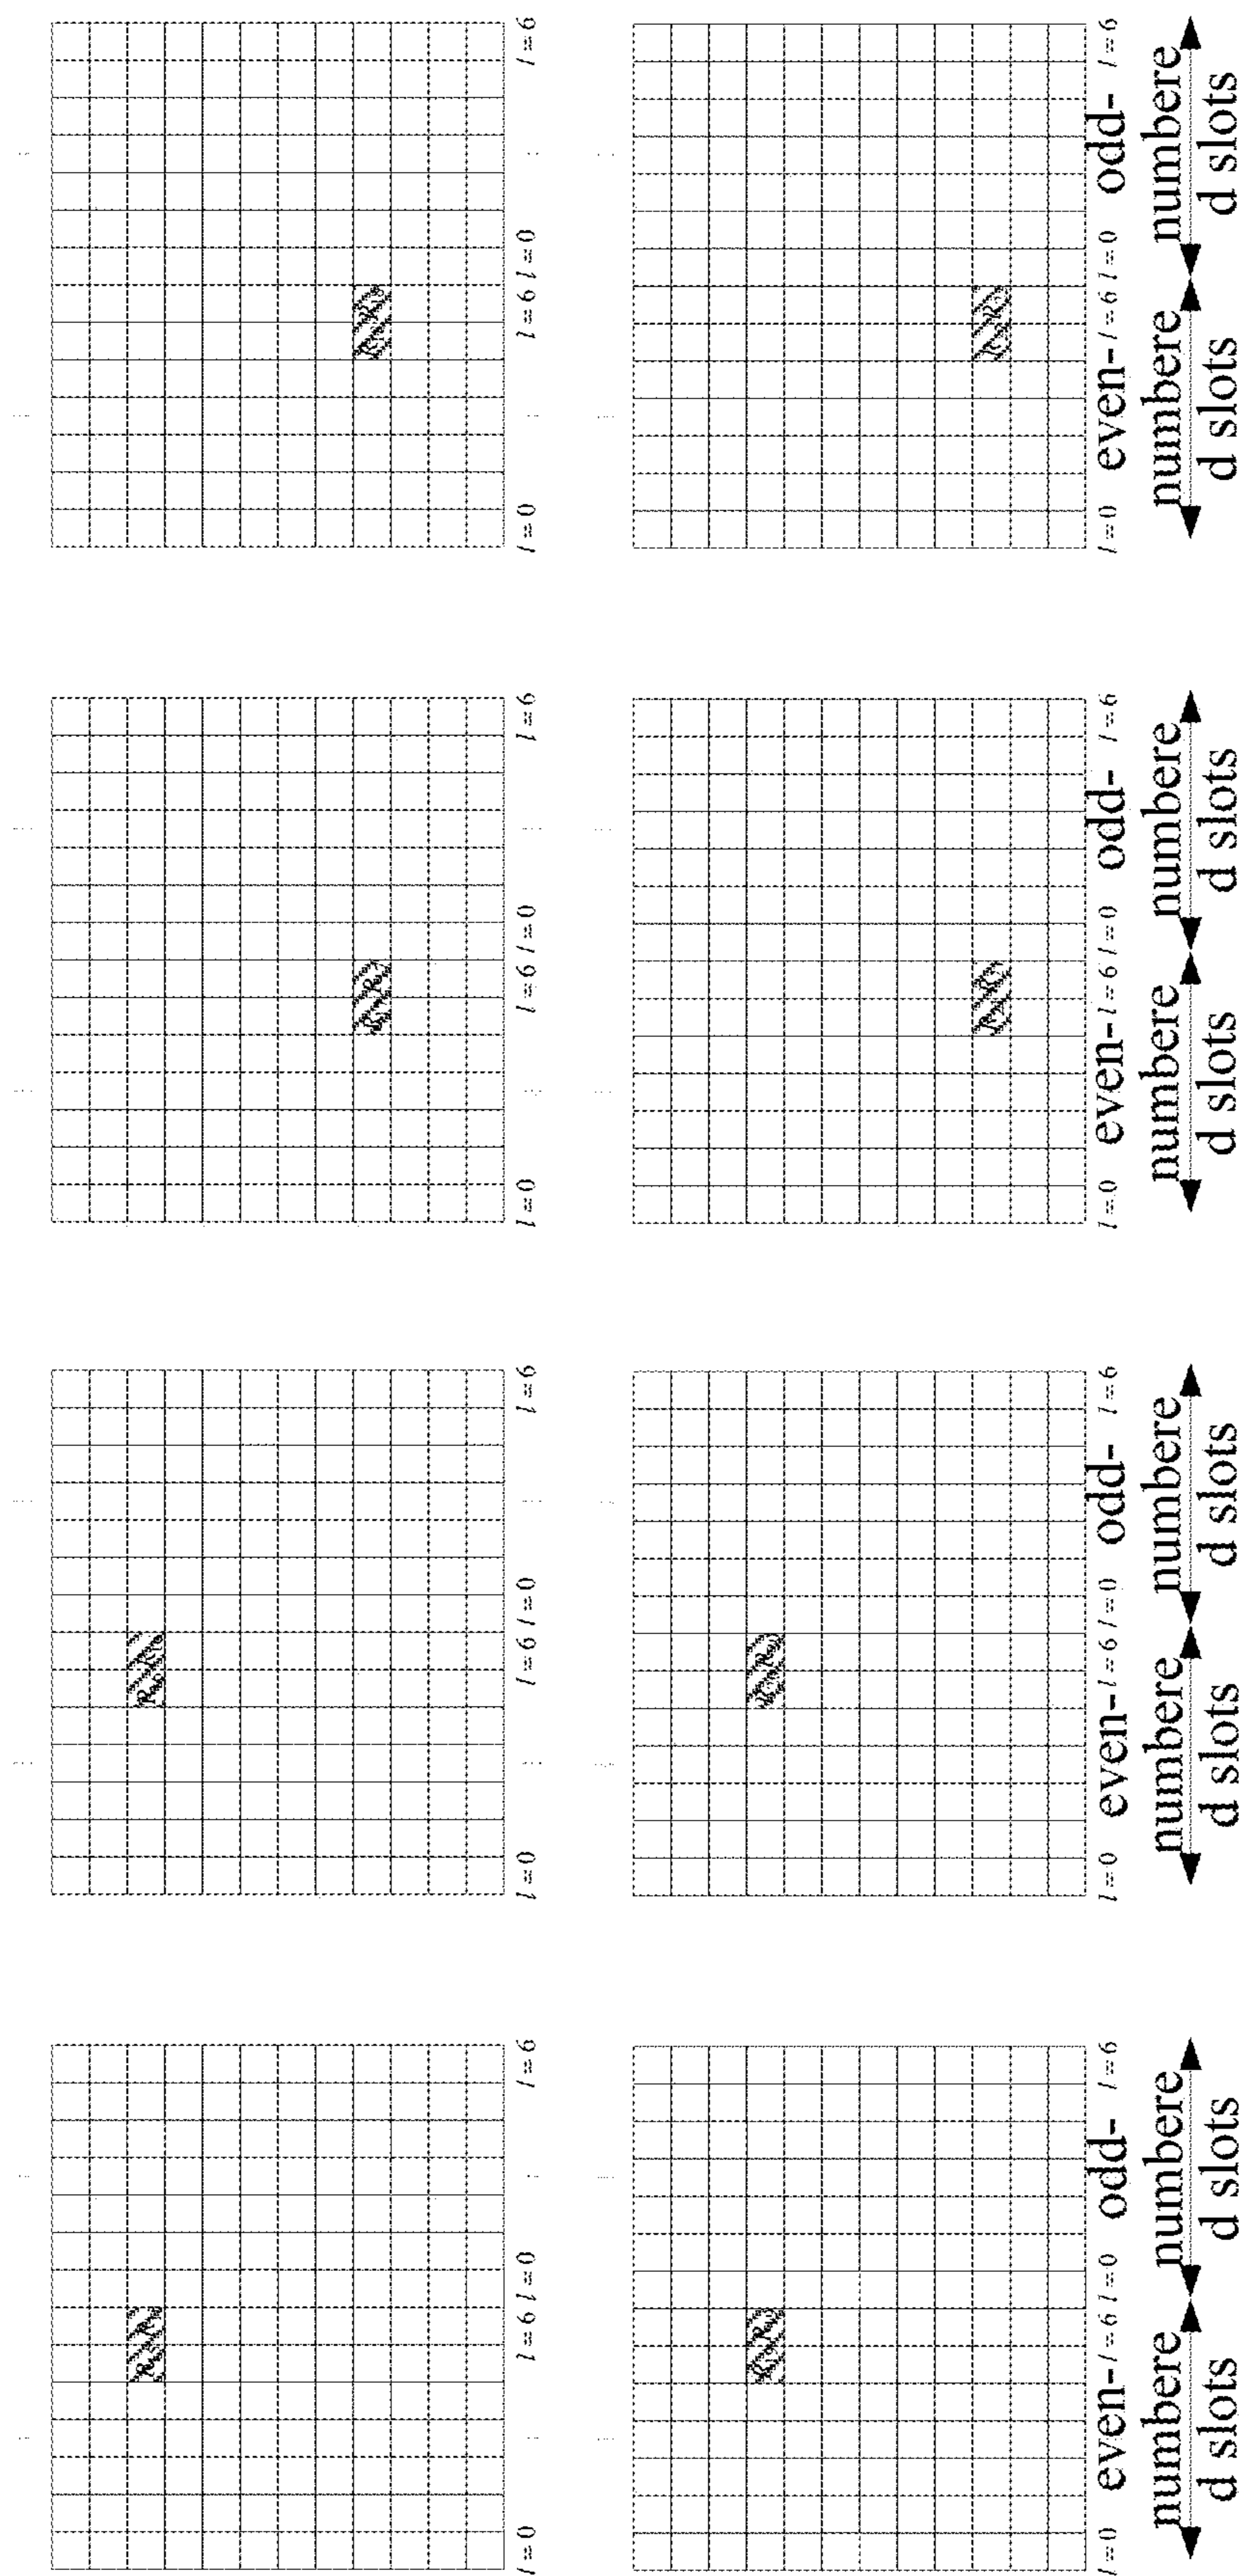 l=0 l=6 l=0 l=6 l=0 l=6 l=0 l=6 l=0 l=6 l=0 l=6 l=0 l=6 l=0 l=6
l=0 even- l=6 l=0 odd- l=6 l=0 even- l=6 l=0 odd- l=6 l=0 even- l=6 l=0 odd- l=6 l=0 even- l=6 l=0 odd- l=6
numbere numbere numbere numbere numbere numbere numbere numbere
d slots d slots d slots d slots d slots d slots d slots d slots